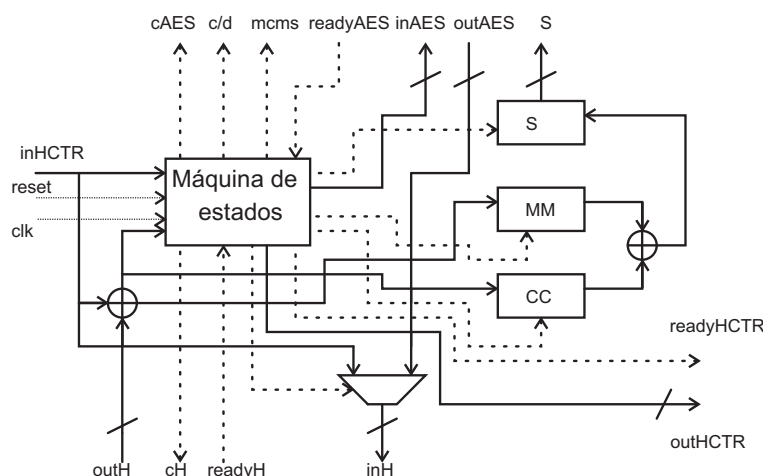 cAES c/d mcms readyAES inAES outAES S
S
inHCTR
Máquina de
estados
reset
MM
clk
CC
readyHCTR
outHCTR
outH cH readyH inH